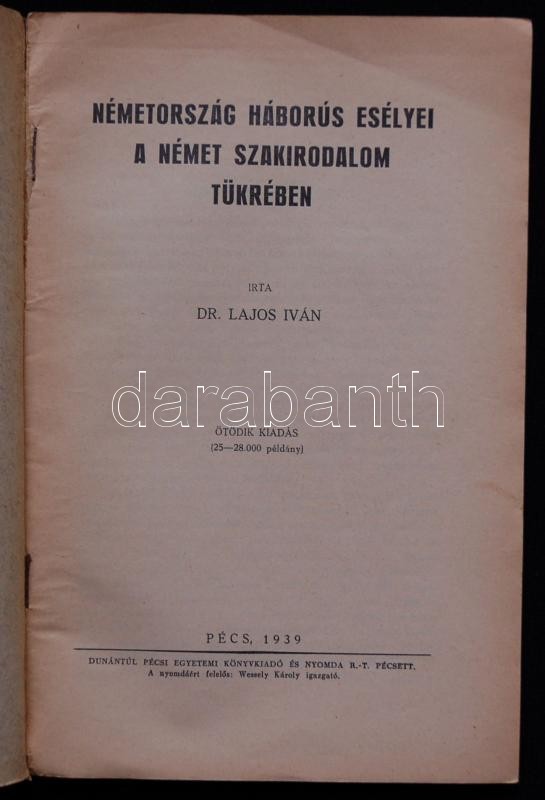 NÉMETORSZÁG HÁBORÚS ESÉLYEI
A NÉMET SZAKIRODALOM
TÜKRÉBEN
IRTA
DR. LAJOS IVÁN
darabanth
ÖTÖDIK KIADÁS
(25—28.000 példány)
PÉCS, 1939
DUNÁNTÚL PÉCSI EGYETEMI KÖNYVKIADÓ ÉS NYOMDA R.-T. PÉCSETT.
A nyomdáért felelős: Wessely Károly igazgató.